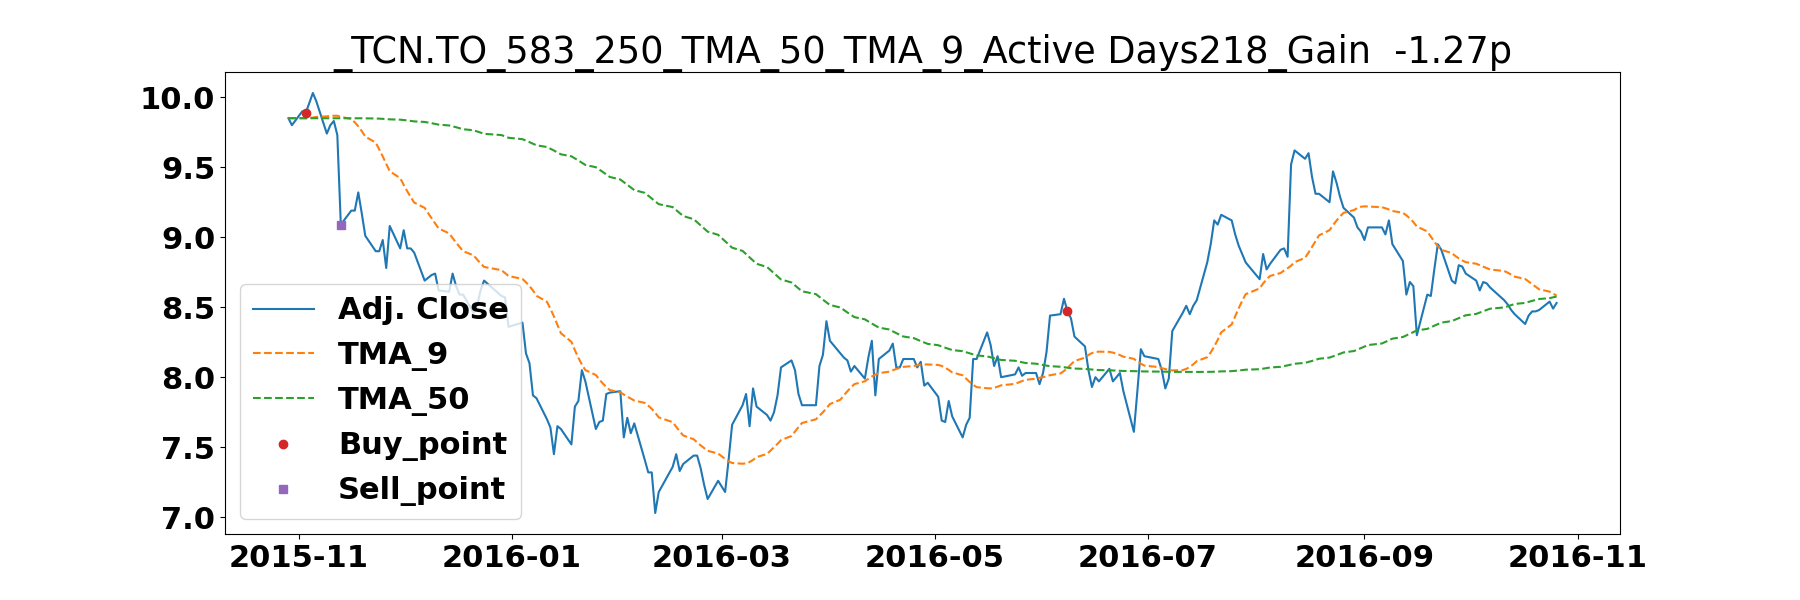 _TCN.TO_583_250_TMA_50_TMA_9_Active Days218_Gain  -1.27p
10.0
9.5
9.0
8.5
8.0
7.5
7.0
Adj. Close
TMA_9
TMA_50
Buy_point
Sell_point
2015-11 2016-01 2016-03 2016-05 2016-07 2016-09 2016-11